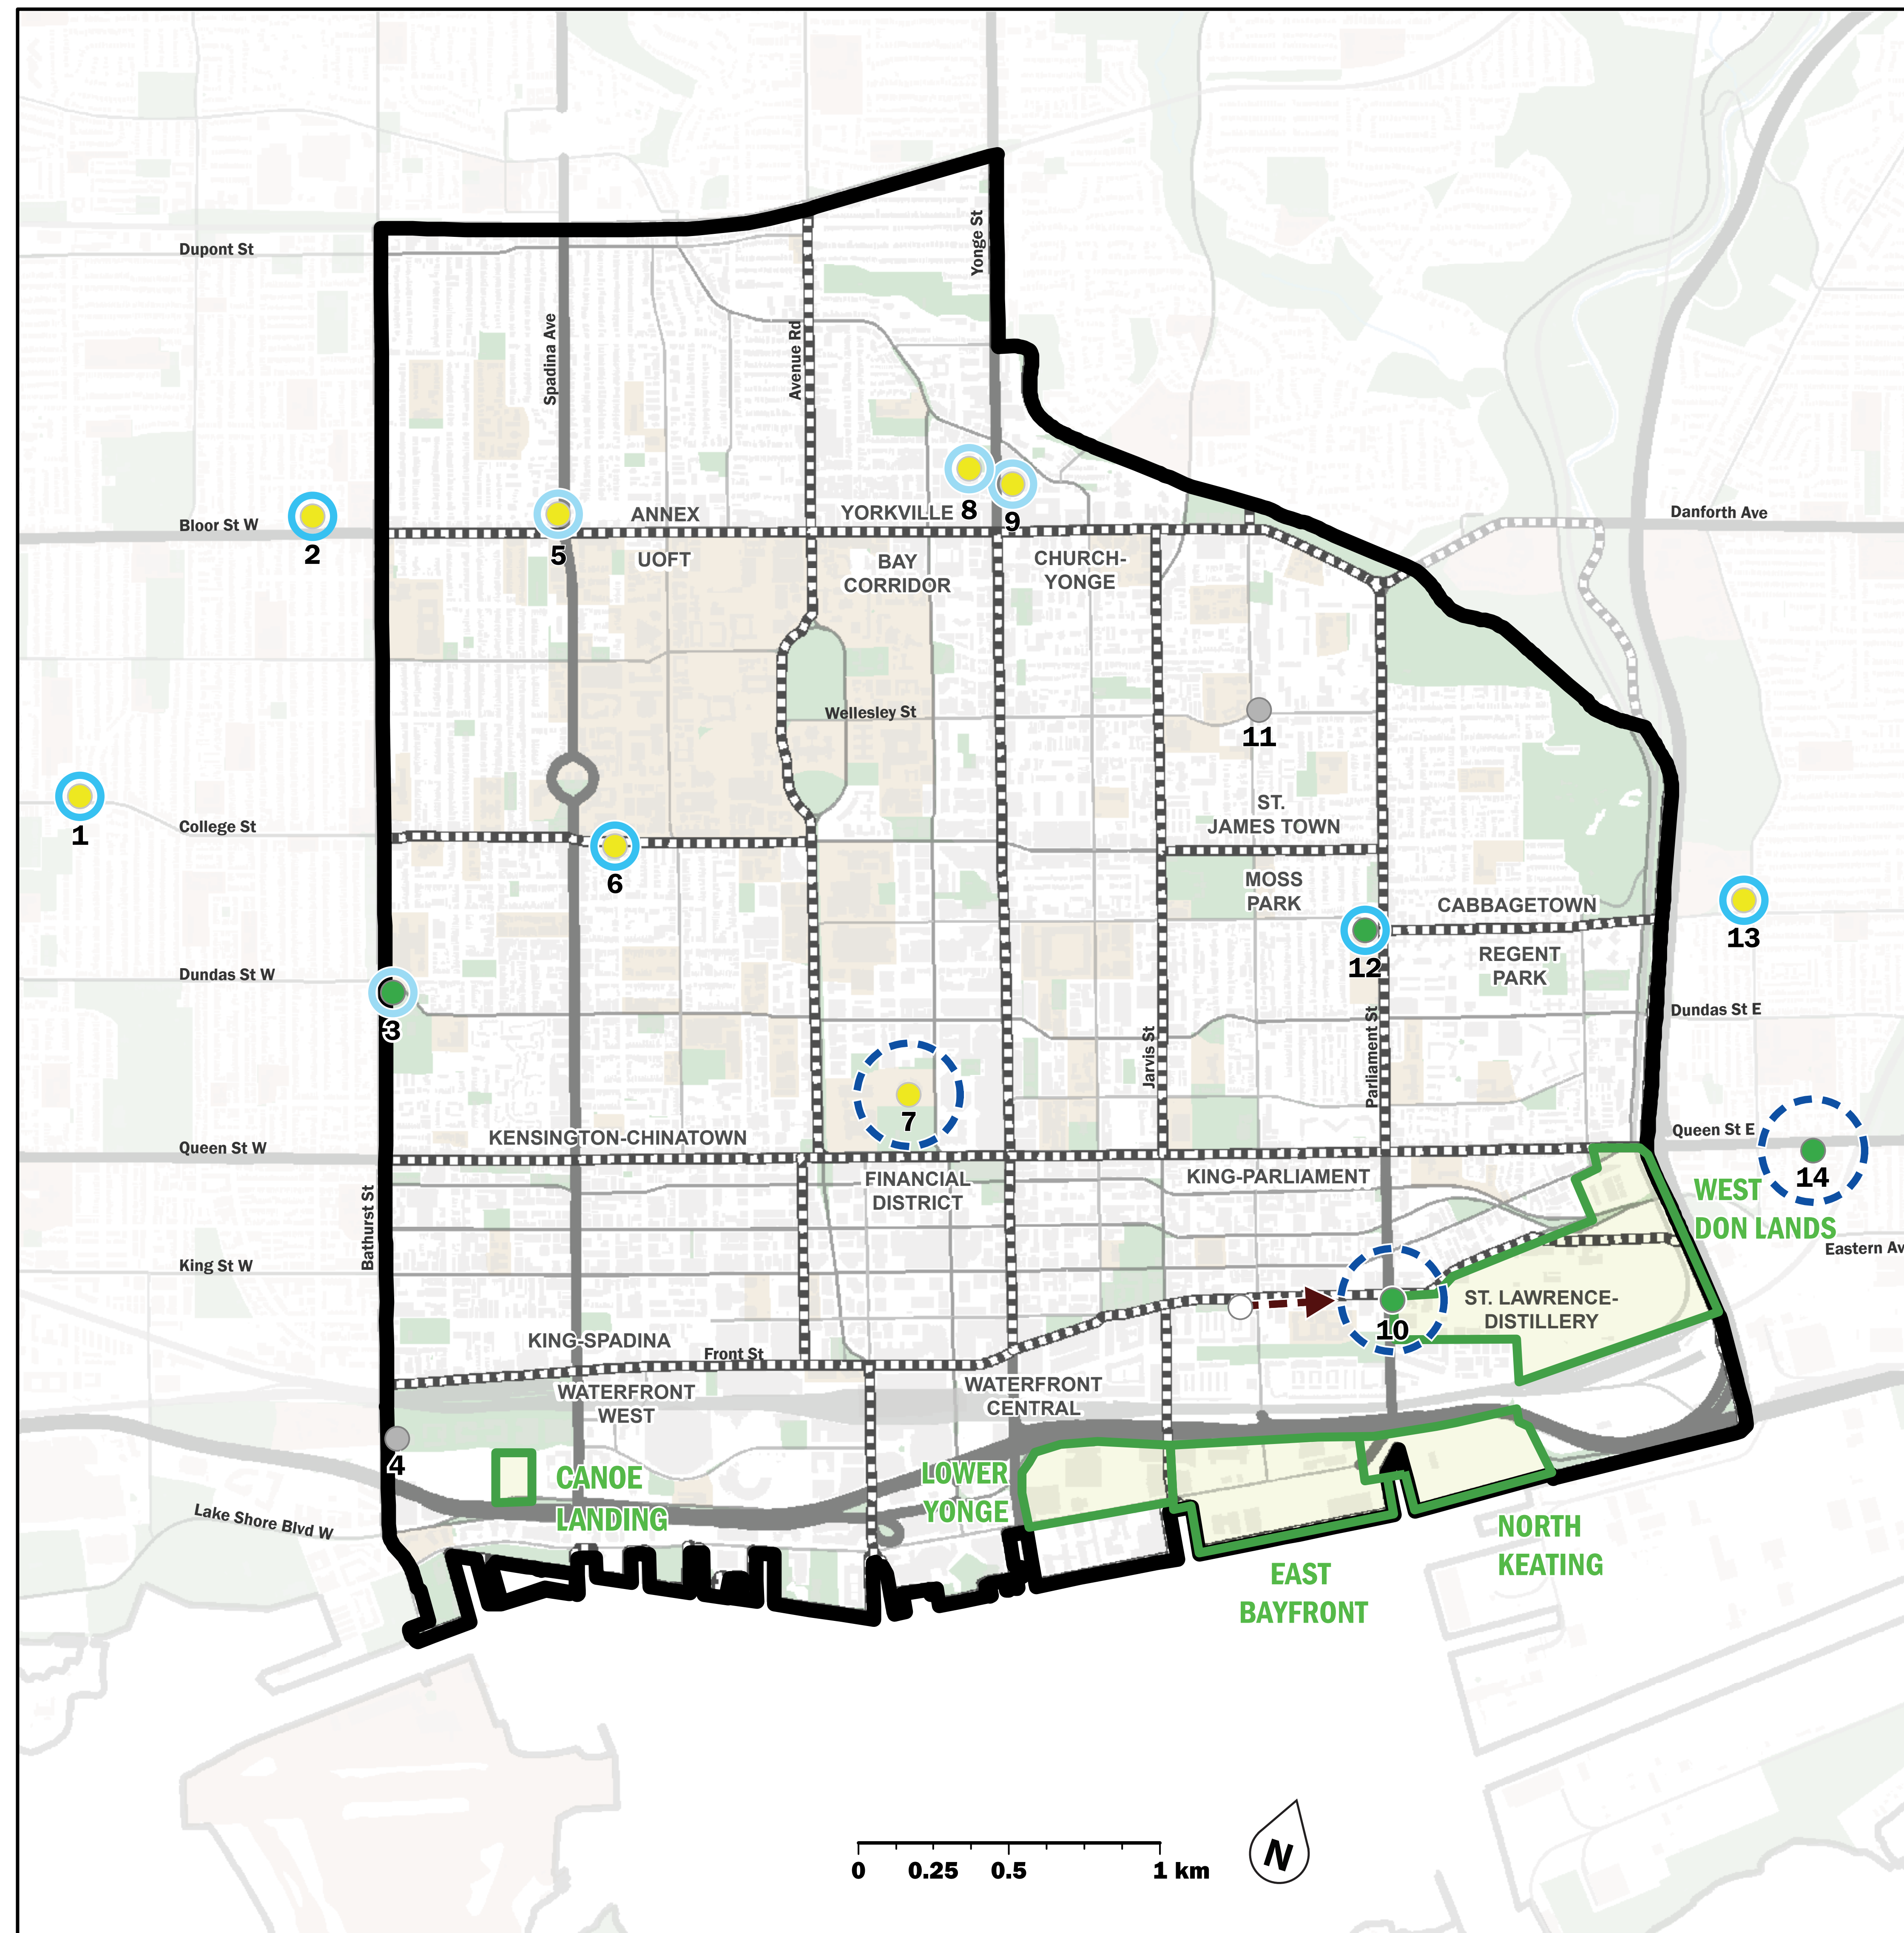 Dupont St
Spadina Ave
Avenue Rd
Yonge St
Bloor St W
2
5
ANNEX
YORKVILLE
8
9
UOFT
BAY
CORRIDOR
CHURCH-
YONGE
Danforth Ave
Wellesley St
11
1
College St
6
ST.
JAMES TOWN
MOSS
PARK
CABBAGETOWN
12
REGENT
PARK
13
Dundas St W
3
Dundas St E
Jarvis St
Parliament St
7
Queen St W
KENSINGTON-CHINATOWN
Queen St E
14
FINANCIAL
DISTRICT
KING-PARLIAMENT
WEST
DON LANDS
Bathurst St
King St W
Eastern Av
ST. LAWRENCE-
DISTILLERY
10
KING-SPADINA
Front St
WATERFRONT
WEST
WATERFRONT
CENTRAL
4
CANOE
LANDING
LOWER
YONGE
Lake Shore Blvd W
NORTH
KEATING
EAST
BAYFRONT
0 0.25 0.5 1 km
N